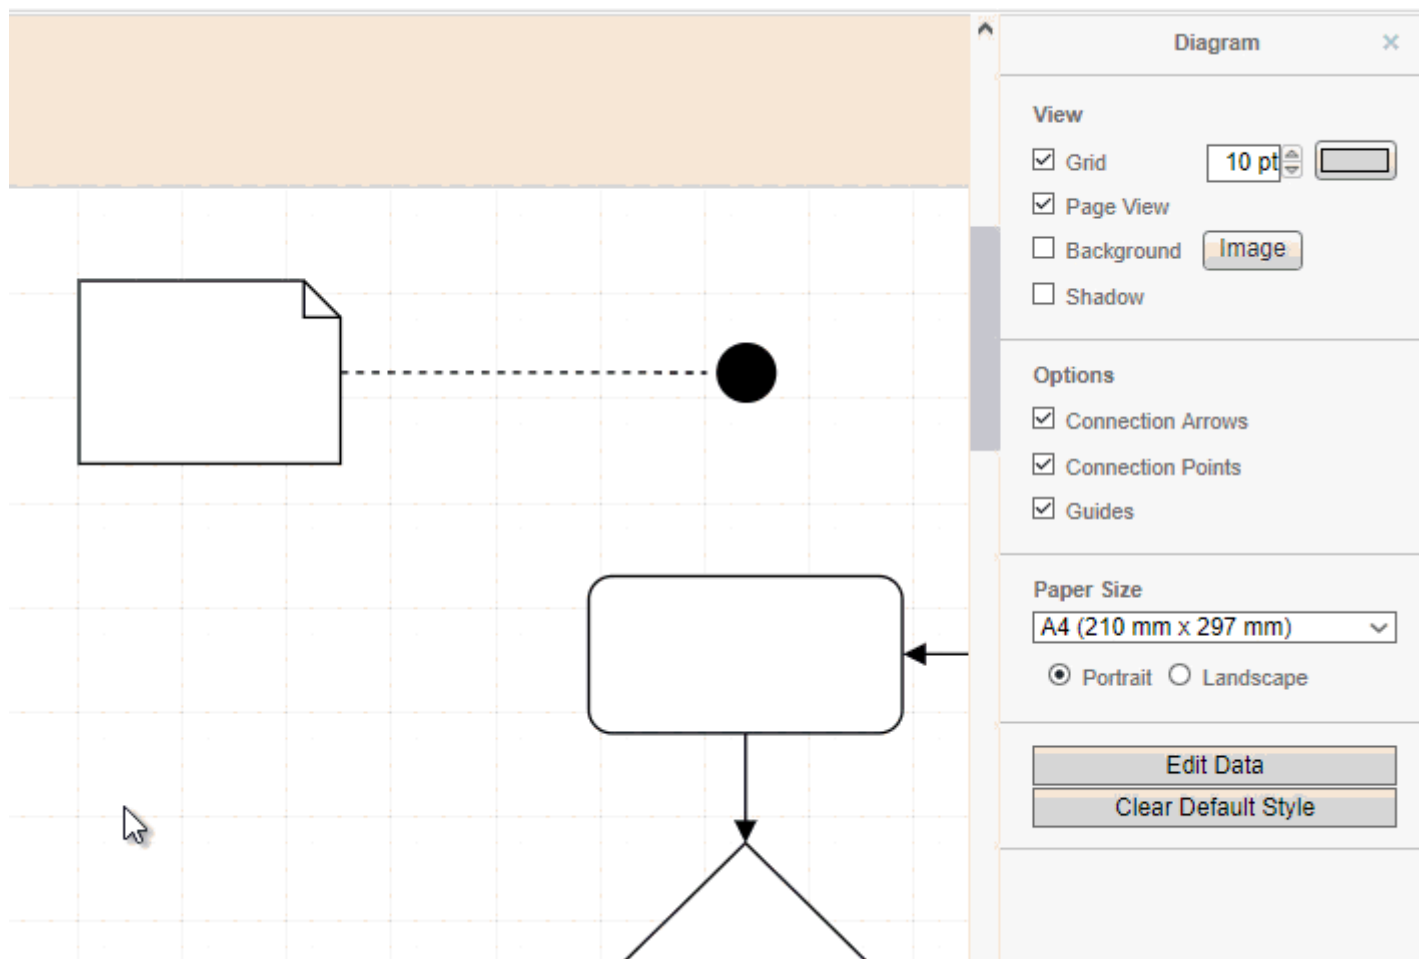 Diagram
View
Grid 10 pt
Page View
Background Image
Shadow
Options
Connection Arrows
Connection Points
Guides
Paper Size
A4 (210 mm x 297 mm)
Portrait Landscape
Edit Data
Clear Default Style